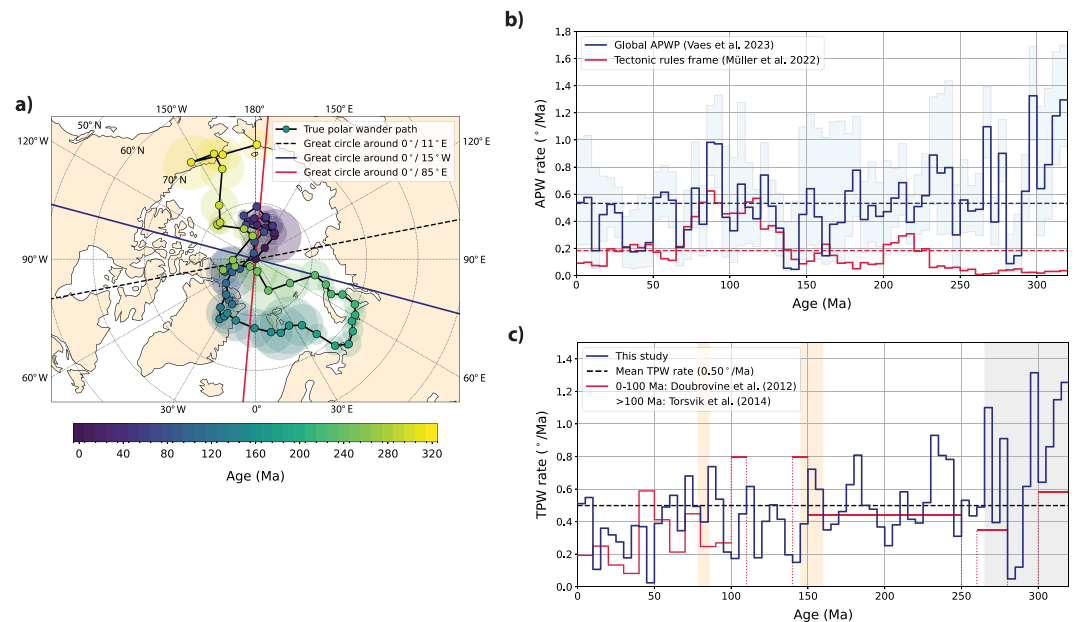 a)
150°W 180° 150°E
120°W 50°N 120°E
60°N
70°N
True polar wander path
Great circle around 0°/11°E
Great circle around 0°/15°W
Great circle around 0°/85°E
90°W 90°E
60°W 60°E
30°W 0° 30°E
0 40 80 120 160 200 240 280 320
Age (Ma)
b)
Global APWP (Vaes et al. 2023)
Tectonic rules frame (Müller et al. 2022)
APW rate (°/Ma)
1.8
1.6
1.4
1.2
1.0
0.8
0.6
0.4
0.2
0.0
0 50 100 150 200 250 300
Age (Ma)
c)
This study
Mean TPW rate (0.50°/Ma)
0-100 Ma: Doubrovine et al. (2012)
>100 Ma: Torsvik et al. (2014)
TPW rate (°/Ma)
1.4
1.2
1.0
0.8
0.6
0.4
0.2
0.0
0 50 100 150 200 250 300
Age (Ma)